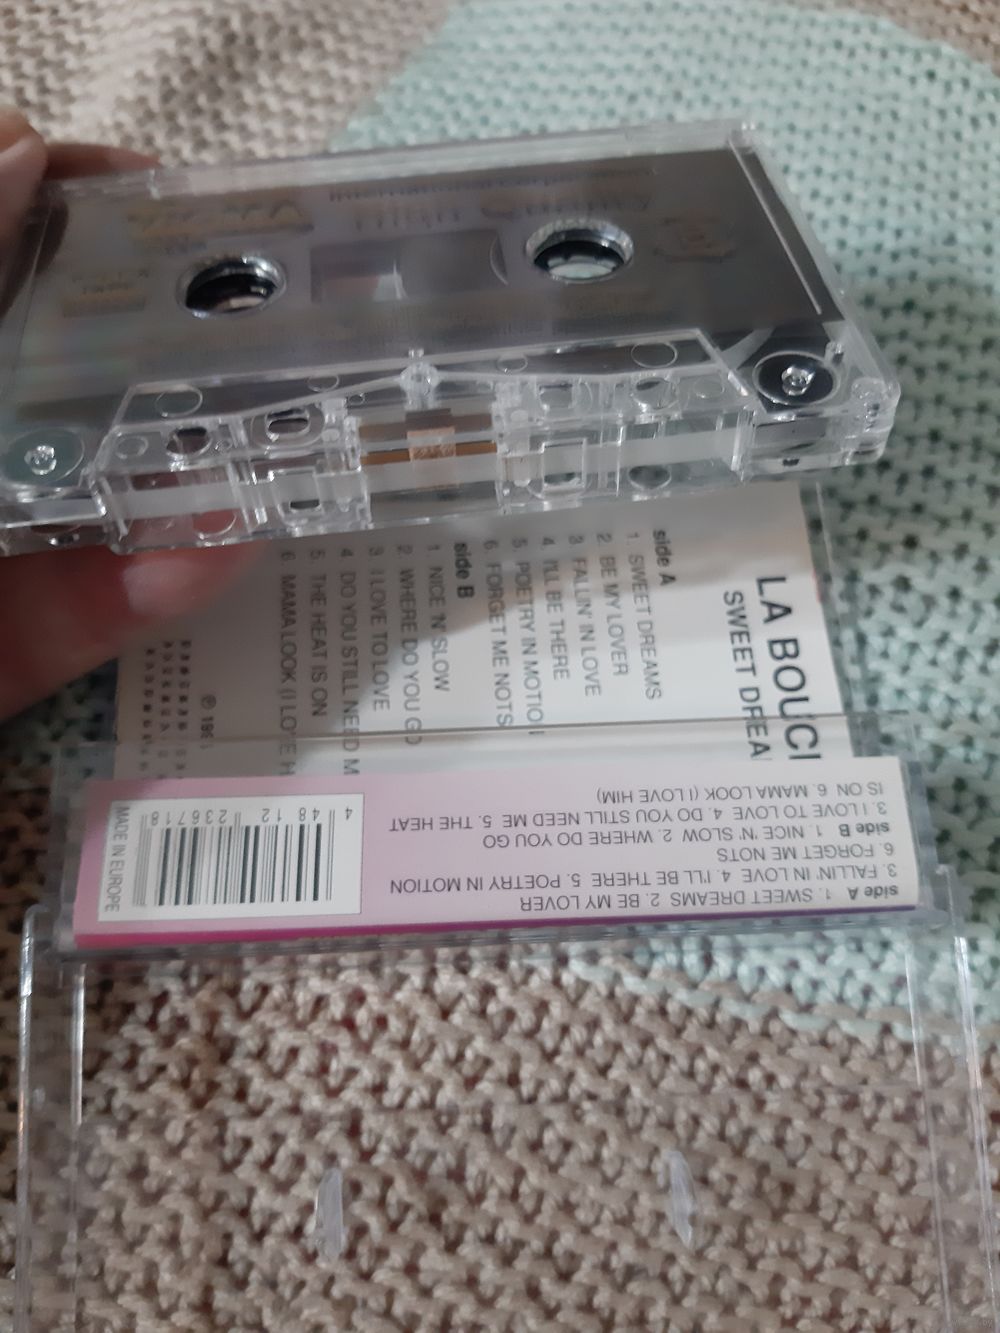 High Quality
LA BOUCH
SWEET DREA
side A
1. SWEET DREAMS
2. BE MY LOVER
3 FALLIN' IN LOVE
4. I'LL BE THERE
5. POETRY IN MOTIO
6. FORGET ME NOTS
side B
1. NICE 'N' SLOW
2. WHERE DO YOU GO
3. I LOVE TO LOVE
4. DO YOU STILL NEED M
5. THE HEAT IS ON
6. MAMA LOOK (I LOVE H
side A 1. SWEET DREAMS 2. BE MY LOVER
3. FALLIN' IN LOVE 4. I'LL BE THERE 5. POETRY IN MOTION
6. FORGET ME NOTS
side B 1. NICE 'N' SLOW 2. WHERE DO YOU GO
3. I LOVE TO LOVE 4. DO YOU STILL NEED ME 5. THE HEAT
IS ON 6. MAMA LOOK (I LOVE HIM)
4 48 12 236718
MADE IN EUROPE